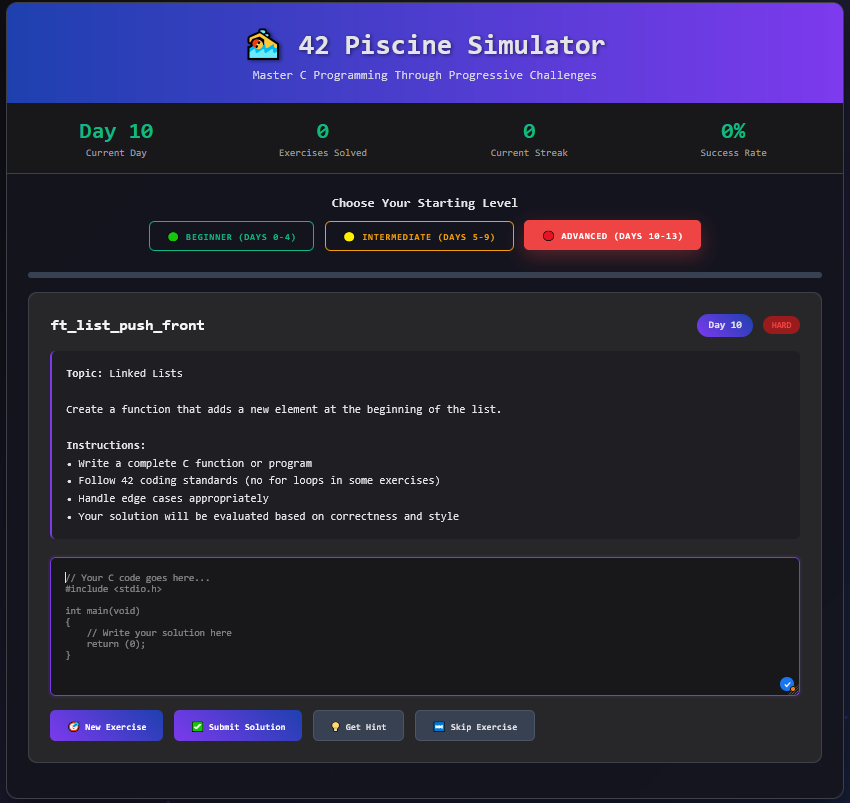 42 Piscine Simulator
Master C Programming Through Progressive Challenges
Day 10
Current Day
0
Exercises Solved
0
Current Streak
0%
Success Rate
Choose Your Starting Level
BEGINNER (DAYS 0-4)
INTERMEDIATE (DAYS 5-9)
ADVANCED (DAYS 10-13)
ft_list_push_front
Day 10
HARD
Topic: Linked Lists
Create a function that adds a new element at the beginning of the list.
Instructions:
• Write a complete C function or program
• Follow 42 coding standards (no for loops in some exercises)
• Handle edge cases appropriately
• Your solution will be evaluated based on correctness and style
// Your C code goes here...
#include <stdio.h>
int main(void)
{
    // Write your solution here
    return (0);
}
New Exercise
Submit Solution
Get Hint
Skip Exercise